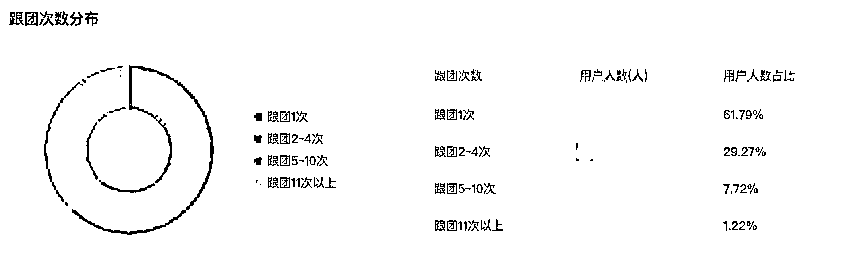 跟团次数分布
跟团1次
跟团2~4次
跟团5~10次
跟团11次以上
跟团次数 用户人数(人) 用户人数占比
跟团1次 61.79%
跟团2~4次 29.27%
跟团5~10次 7.72%
跟团11次以上 1.22%